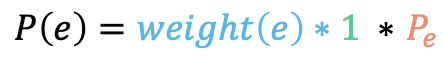 P(e) = weight(e) * 1 * Pₑ